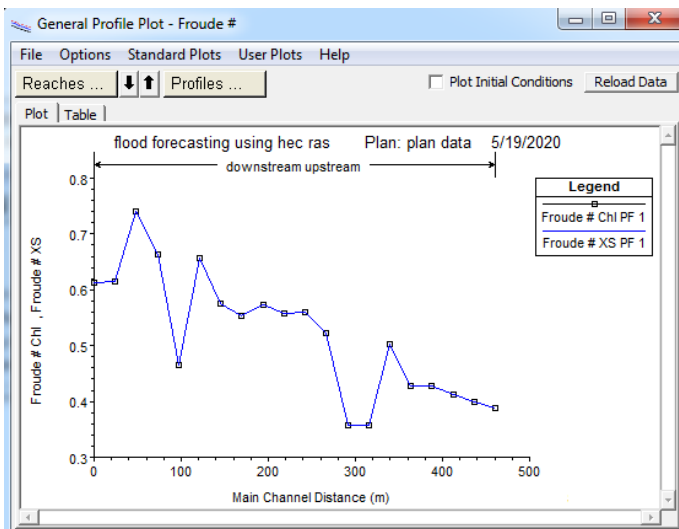 General Profile Plot - Froude #
File Options Standard Plots User Plots Help
Reaches ... Profiles ... Plot Initial Conditions Reload Data
Plot Table
flood forecasting using hec ras Plan: plan data 5/19/2020
downstream upstream
Legend
Froude # Chl PF 1
Froude # XS PF 1
0.8
0.7
0.6
0.5
0.4
0.3
Froude # Chl , Froude # XS
0 100 200 300 400 500
Main Channel Distance (m)